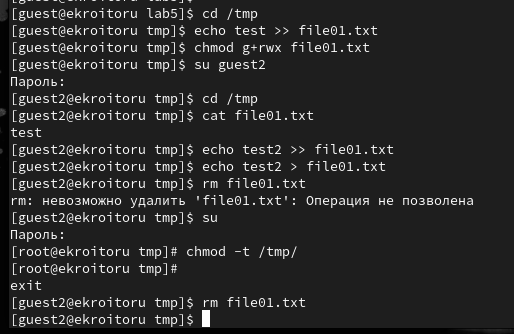 [guest@ekroitoru lab5]$
[guest@ekroitoru lab5]$ cd /tmp
[guest@ekroitoru tmp]$ echo test >> file01.txt
[guest@ekroitoru tmp]$ chmod g+rwx file01.txt
[guest@ekroitoru tmp]$ su guest2
Пароль:
[guest2@ekroitoru tmp]$ cd /tmp
[guest2@ekroitoru tmp]$ cat file01.txt
test
[guest2@ekroitoru tmp]$ echo test2 >> file01.txt
[guest2@ekroitoru tmp]$ echo test2 > file01.txt
[guest2@ekroitoru tmp]$ rm file01.txt
rm: невозможно удалить 'file01.txt': Операция не позволена
[guest2@ekroitoru tmp]$ su
Пароль:
[root@ekroitoru tmp]# chmod -t /tmp/
[root@ekroitoru tmp]#
exit
[guest2@ekroitoru tmp]$ rm file01.txt
[guest2@ekroitoru tmp]$